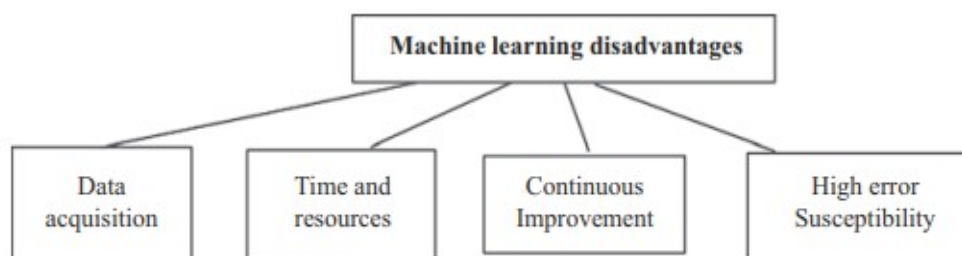 Machine learning disadvantages
Data
acquisition
Time and
resources
Continuous
Improvement
High error
Susceptibility